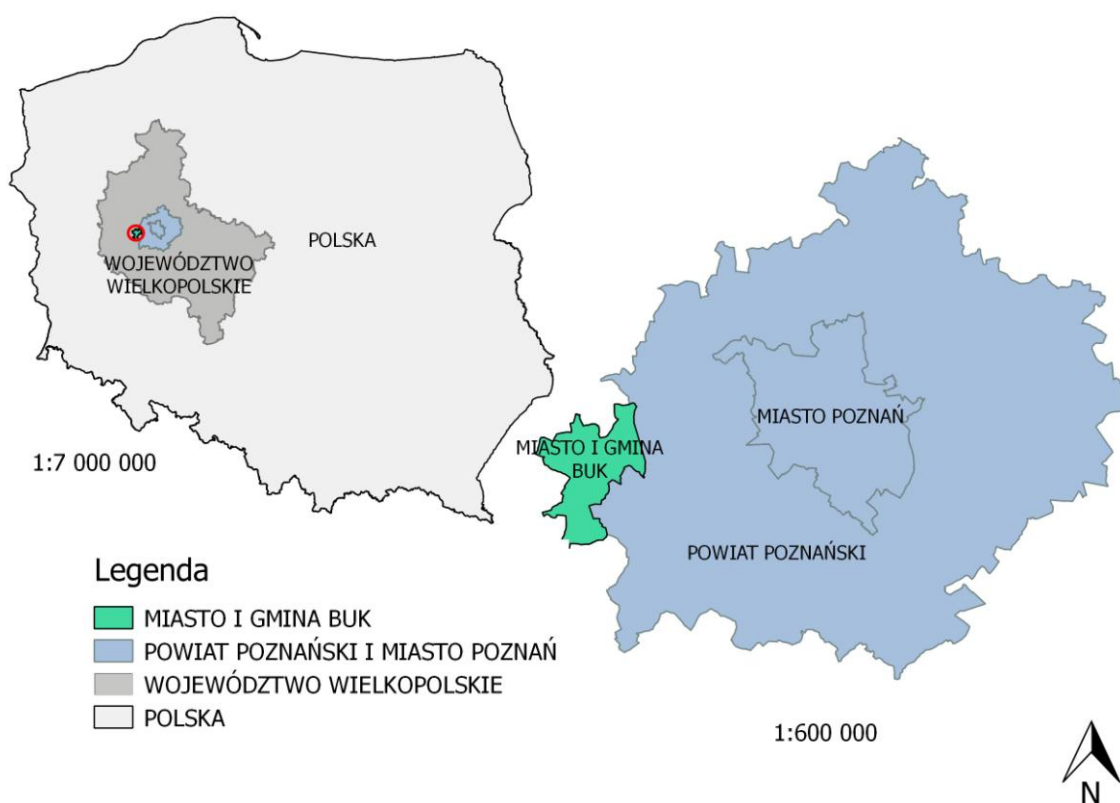 POLSKA
WOJEWÓDZTWO
WIELKOPOLSKIE
1:7 000 000
MIASTO POZNAŃ
MIASTO I GMINA
BUK
POWIAT POZNAŃSKI
Legenda
MIASTO I GMINA BUK
POWIAT POZNAŃSKI I MIASTO POZNAŃ
WOJEWÓDZTWO WIELKOPOLSKIE
POLSKA
1:600 000
N